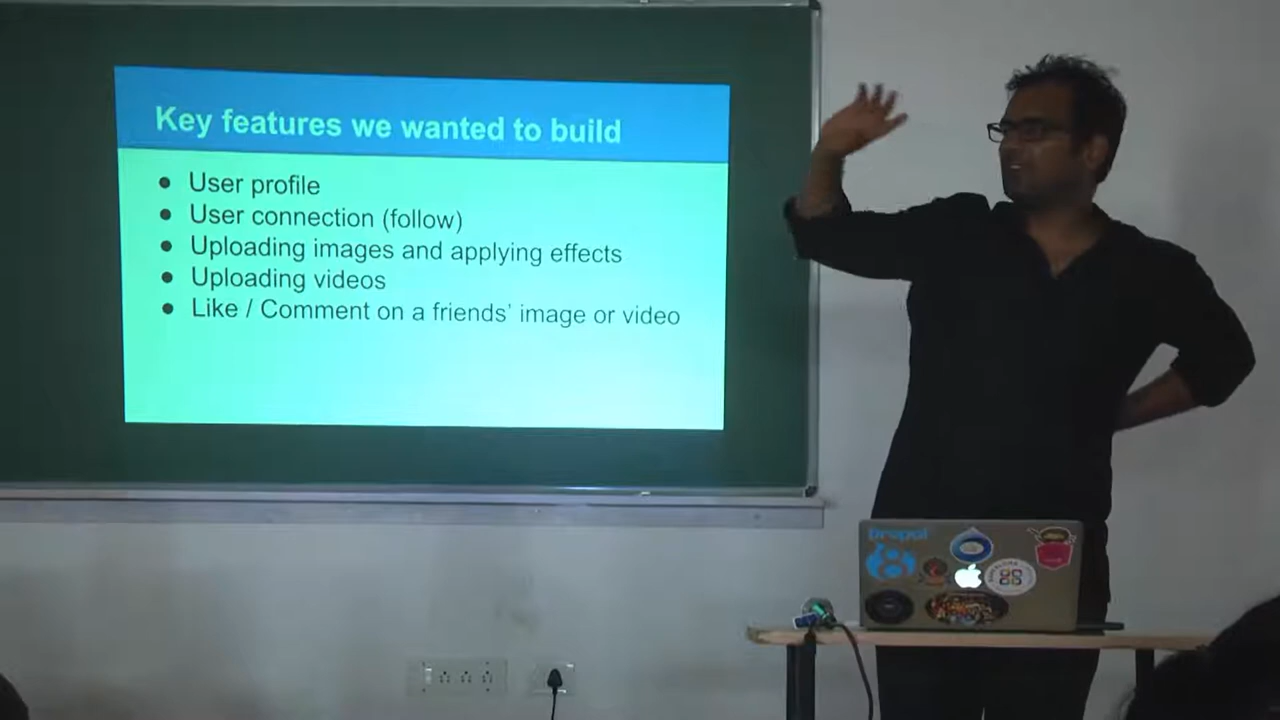 Key features we wanted to build
● User profile
● User connection (follow)
● Uploading images and applying effects
● Uploading videos
● Like / Comment on a friends’ image or video
Drupal
8